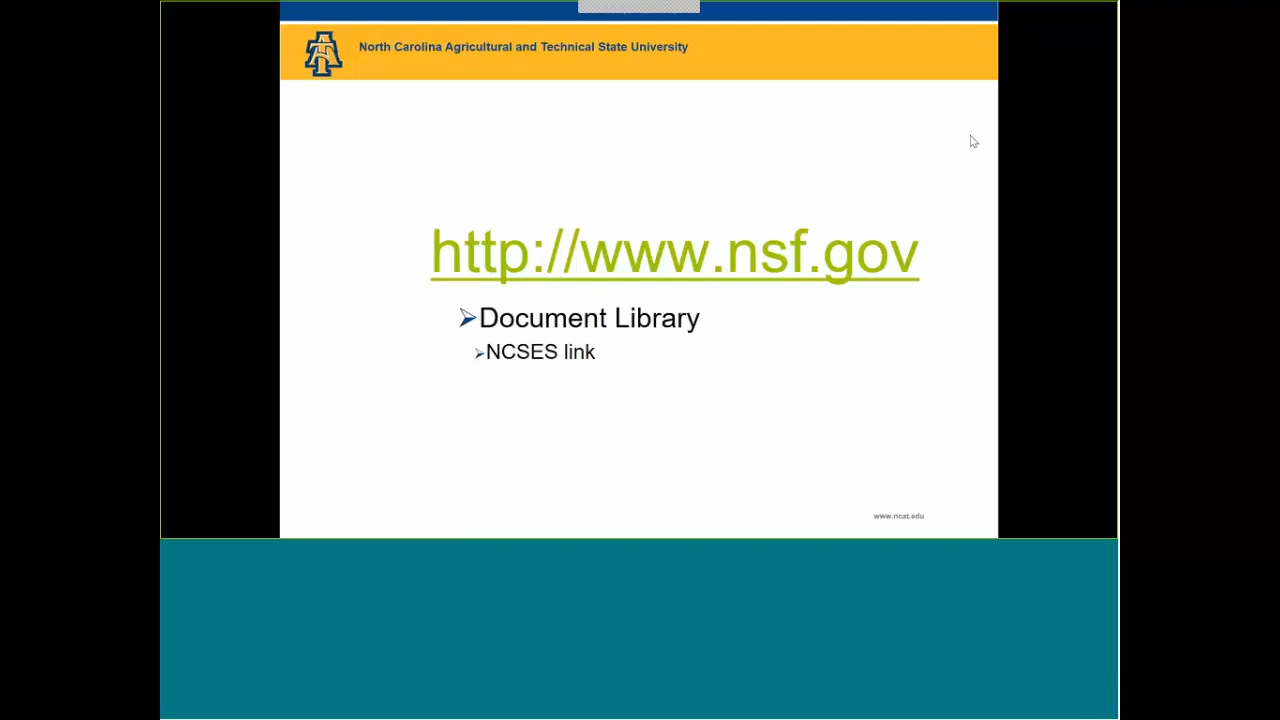 North Carolina Agricultural and Technical State University
http://www.nsf.gov
Document Library
NCSES link
www.ncat.edu